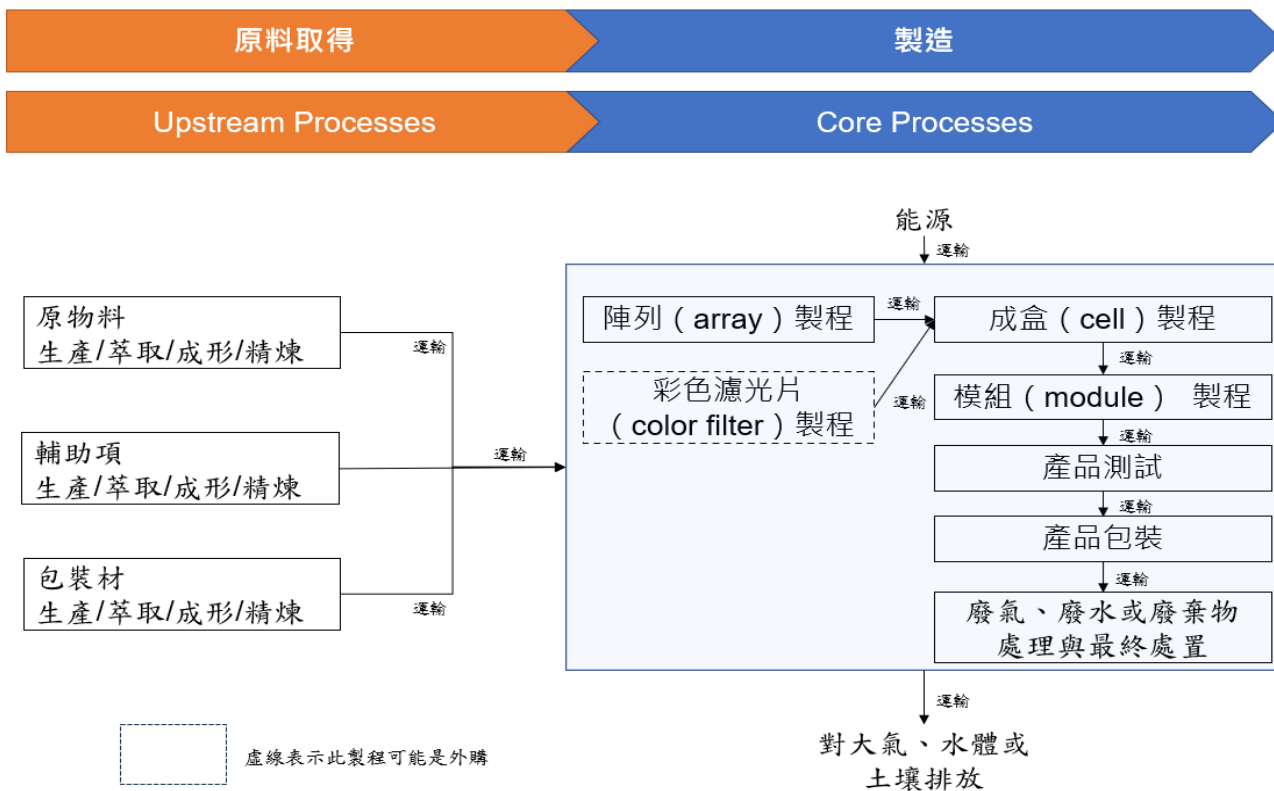 原料取得
製造
Upstream Processes
Core Processes
能源
運輸
原物料
生產/萃取/成形/精煉
運輸
輔助項
生產/萃取/成形/精煉
運輸
包裝材
生產/萃取/成形/精煉
運輸
陣列（array）製程
運輸
成盒（cell）製程
運輸
彩色濾光片
（color filter）製程
運輸
模組（module） 製程
運輸
產品測試
運輸
產品包裝
運輸
廢氣、廢水或廢棄物
處理與最終處置
運輸
對大氣、水體或
土壤排放
虛線表示此製程可能是外購